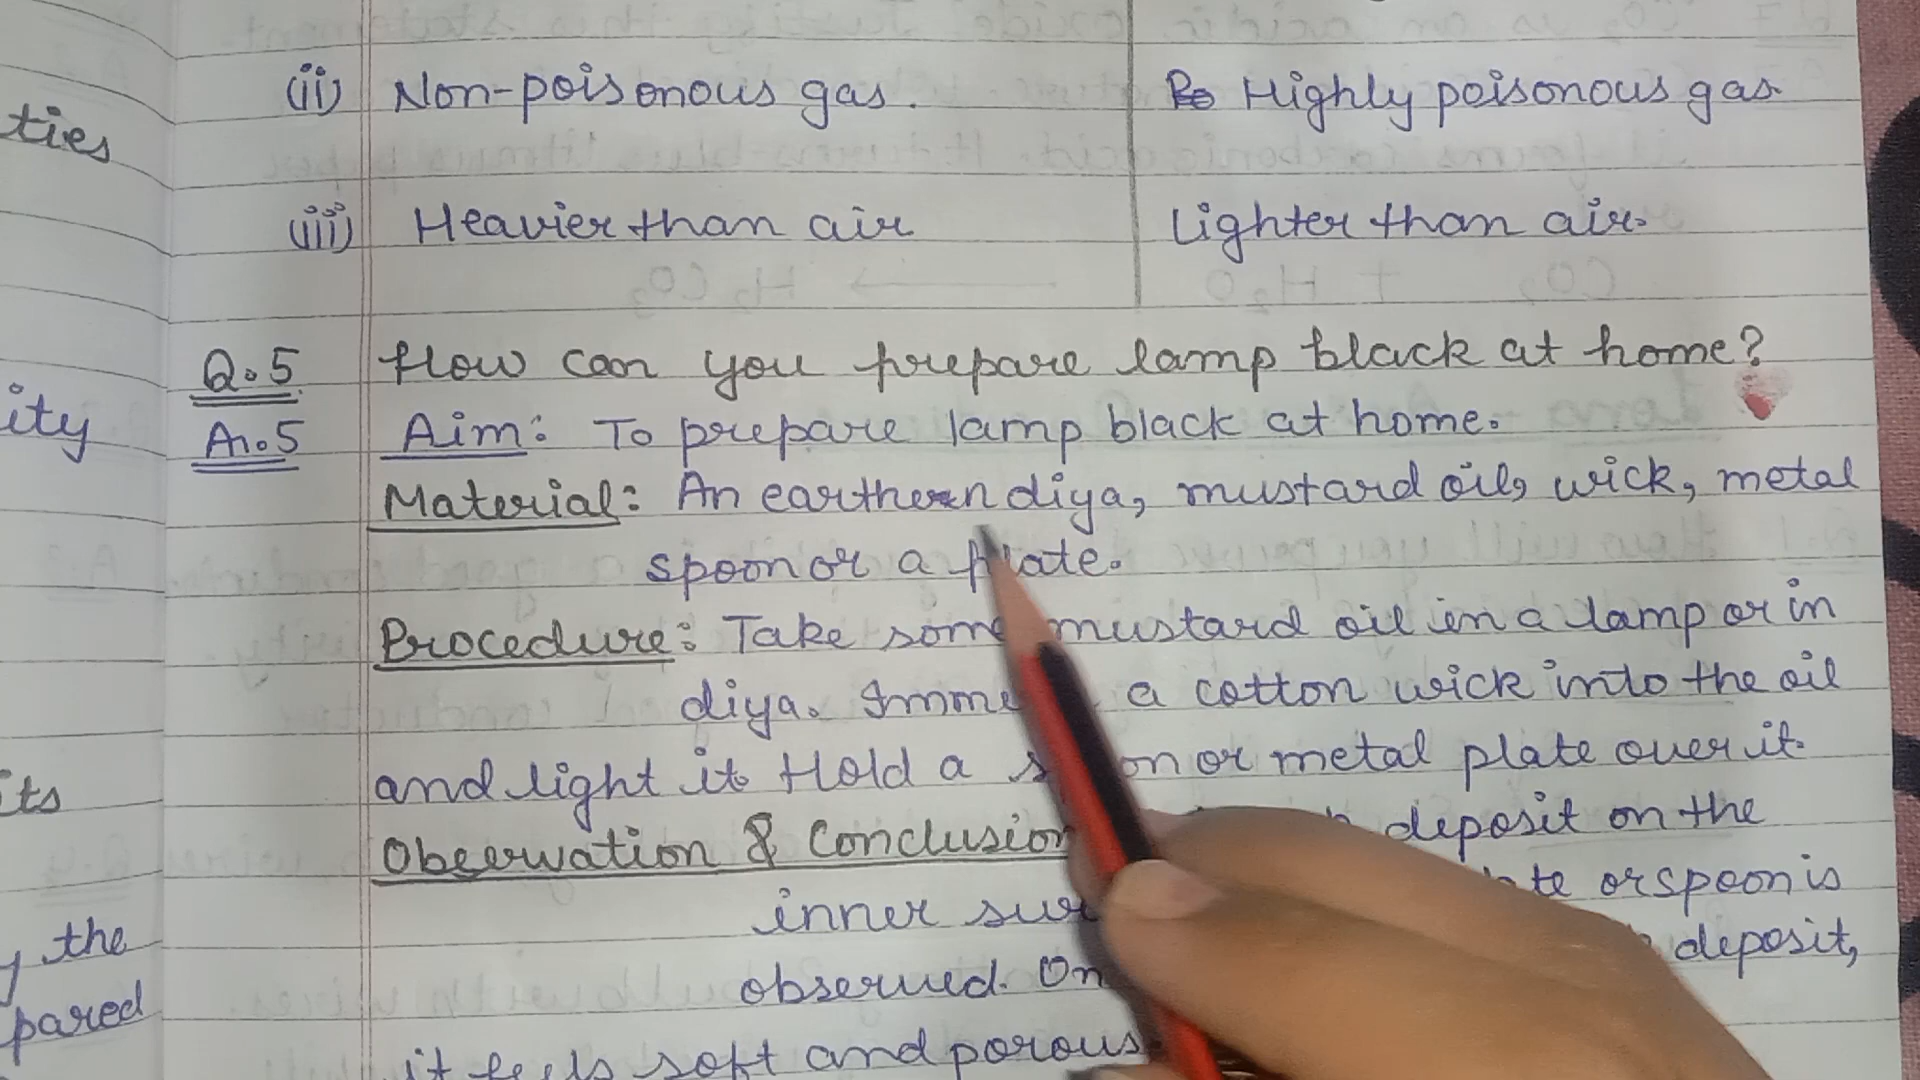 ties
ity
its
the
pared
(ii) Non-poisonous gas. Highly poisonous gas.
(iii) Heavier than air Lighter than air.
Q.5 How can you prepare lamp black at home?
An.5 Aim: To prepare lamp black at home.
Material: An earthen diya, mustard oil, wick, metal
spoon or a plate.
Procedure: Take some mustard oil in a lamp or in
diya. a cotton wick into the oil
and light it. Hold a or metal plate over it.
Observation & Conclusion deposit on the
inner or spoon is
observed. On deposit,
it feels soft and porous